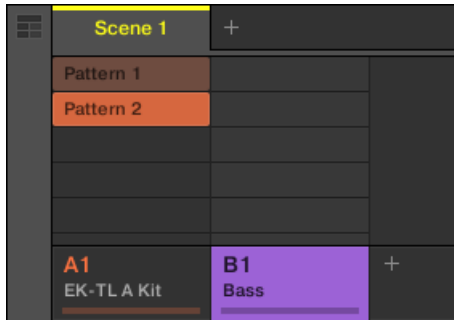 Scene 1 +
Pattern 1
Pattern 2
A1 B1 +
EK-TL A Kit Bass